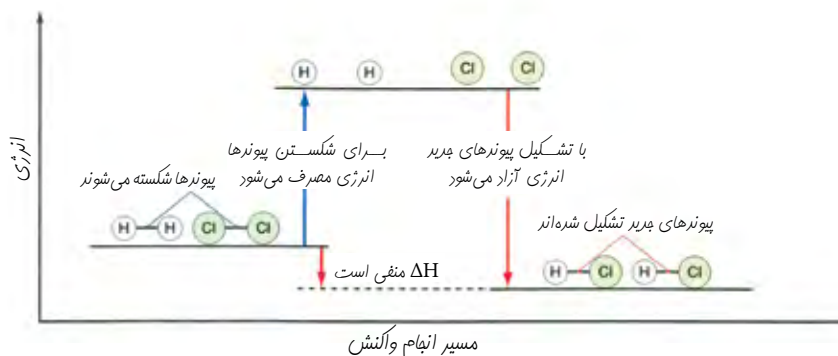 H H Cl Cl
برای شکستن پیوندها
انرژی مصرف می‌شود
با تشکیل پیوندهای جدید
انرژی آزاد می‌شود
پیوندها شکسته می‌شوند
H H Cl Cl
پیوندهای جدید تشکیل شده‌اند
H Cl H Cl
ΔH منفی است
انرژی
مسیر انجام واکنش